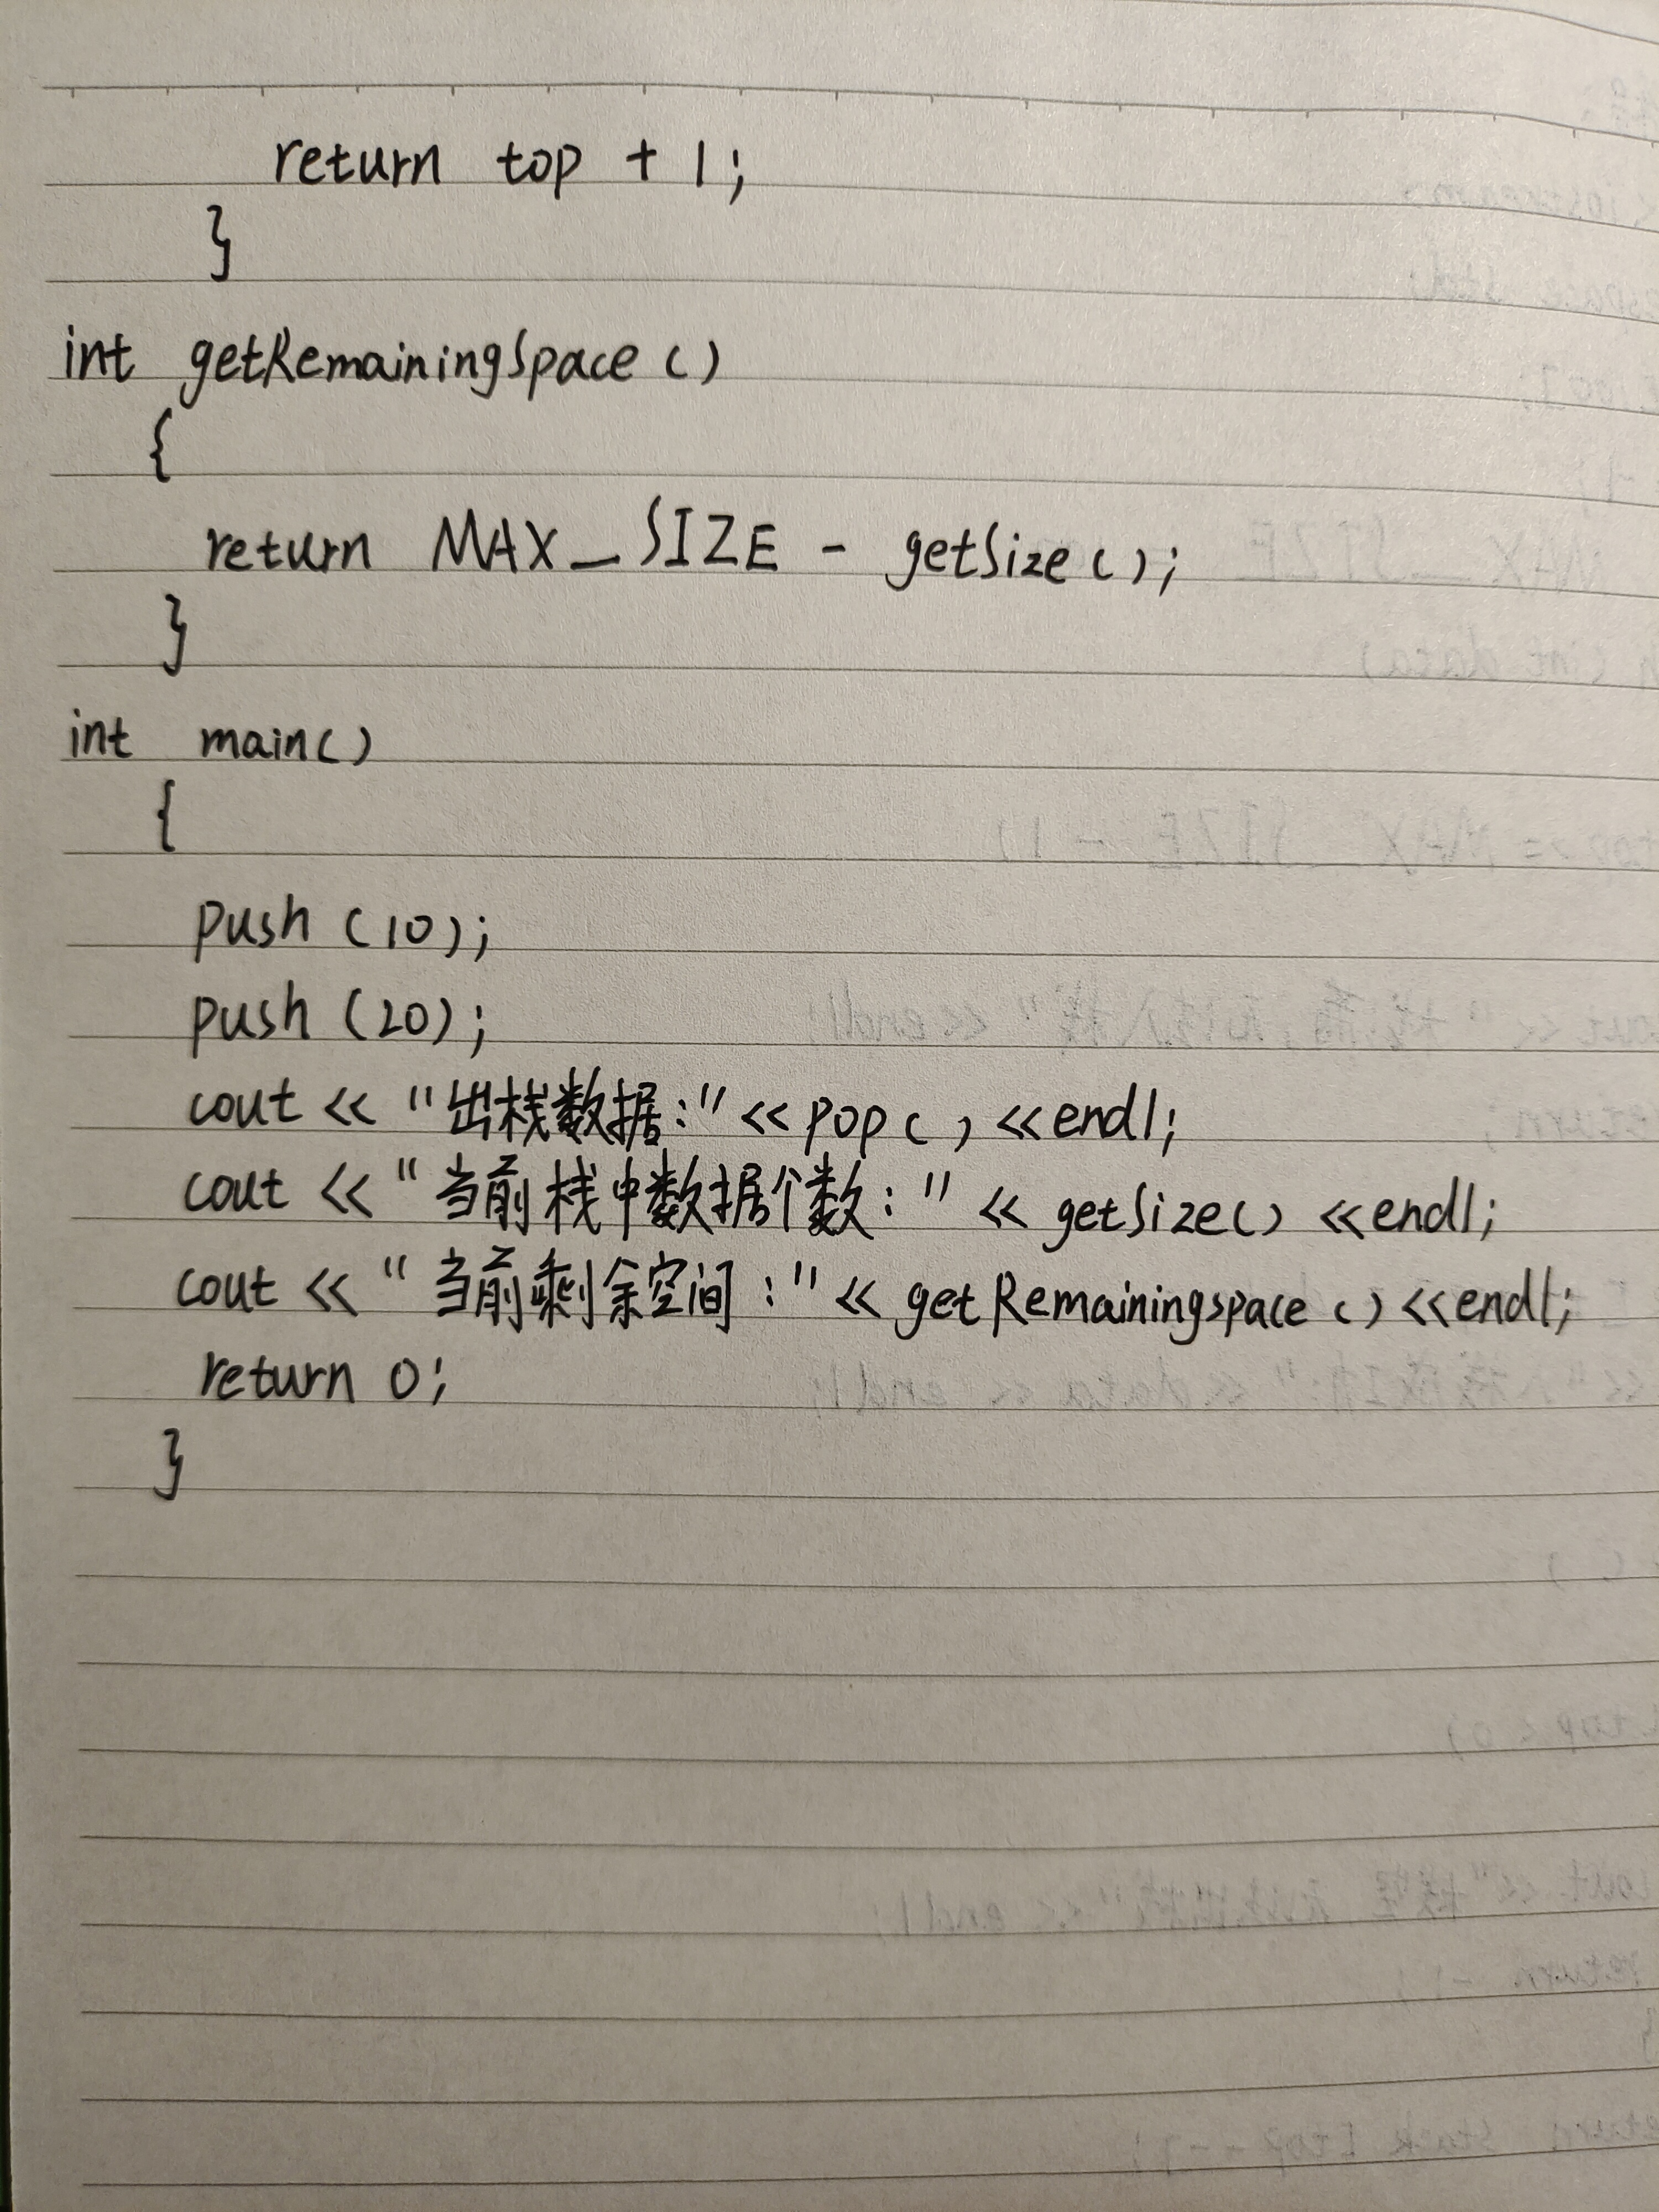 return top + 1;
}
int getRemainingSpace ()
{
return MAX_SIZE - getSize ();
}
int main()
{
push (10);
push (20);
cout << "出栈数据:" << pop () << endl;
cout << "当前栈中数据个数: " << getSize() << endl;
cout << "当前剩余空间 :" << getRemainingspace () << endl;
return 0;
}